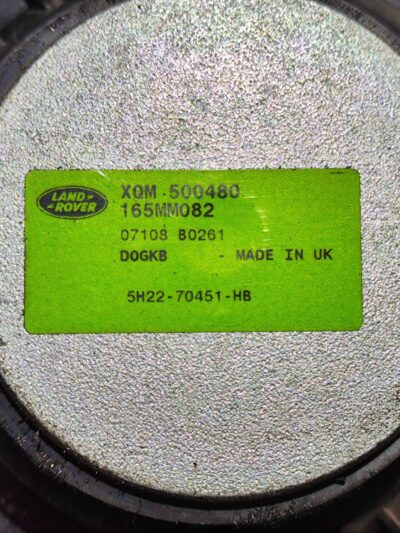 LAND
ROVER
XQM 500480
165MM082
07108 B0261
DOGKB - MADE IN UK
5H22-70451-HB